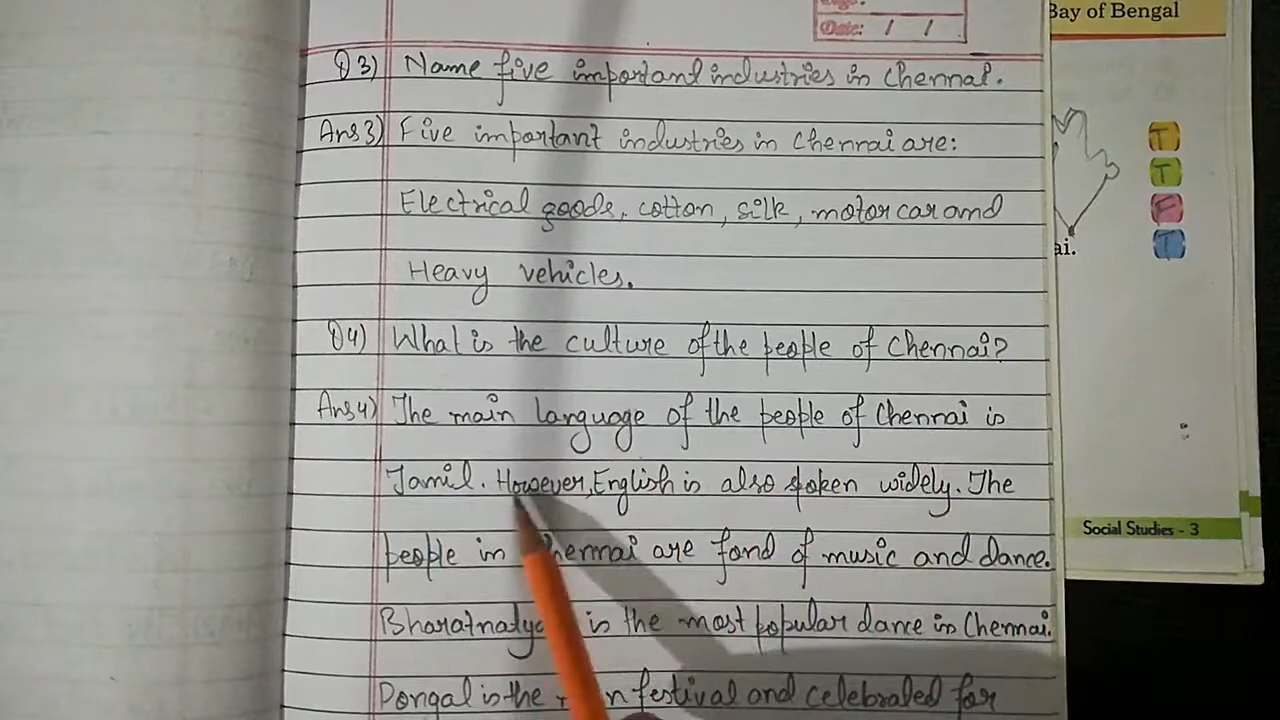 Bay of Bengal
Date: / /
Q3) Name five important industries in Chennai.
Ans3) Five important industries in Chennai are:
Electrical goods, cotton, silk, motor car and
Heavy vehicles.
Q4) What is the culture of the people of Chennai?
Ans4) The main language of the people of Chennai is
Tamil. However, English is also spoken widely. The
people in Chennai are fond of music and dance.
is the most popular dance in Chennai.
Pongal is the festival and celebrated for
T
T
F
T
ai.
Social Studies - 3